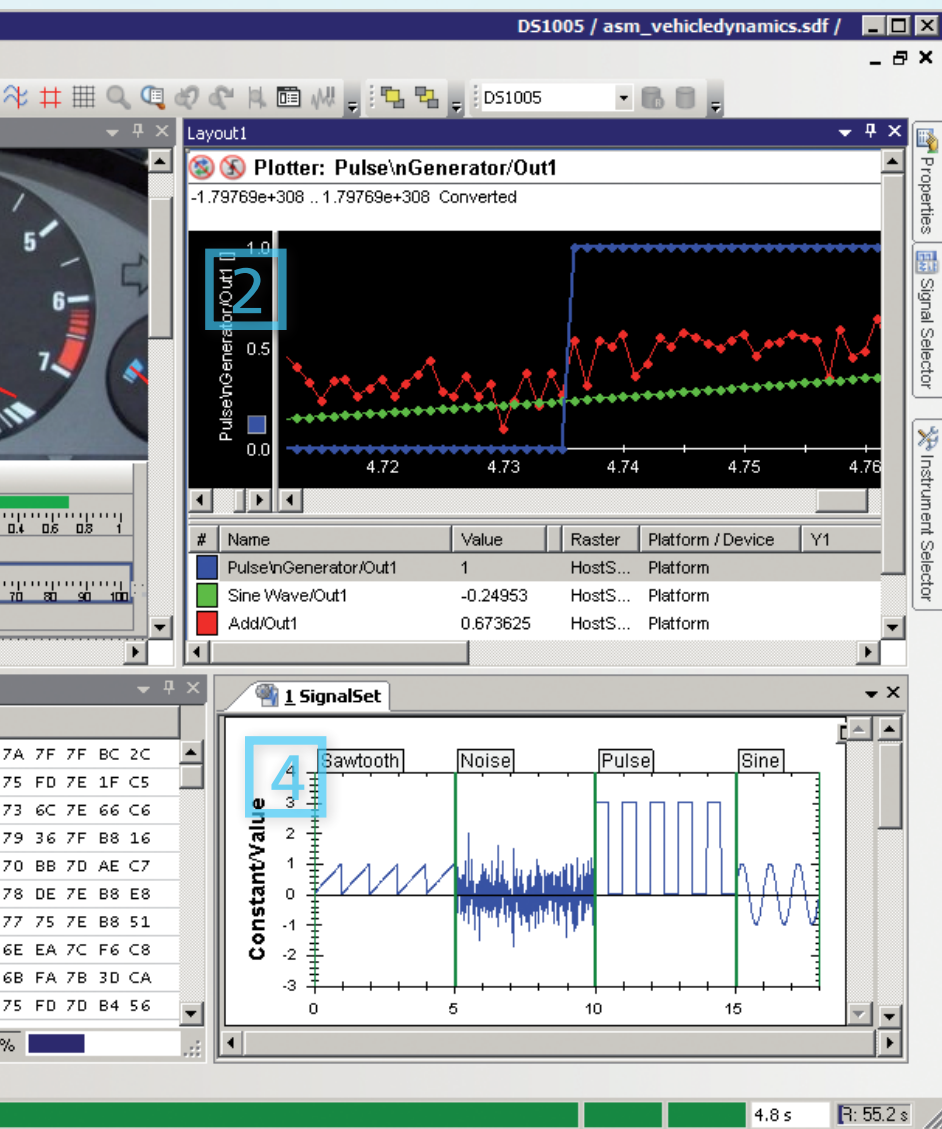 DS1005 / asm_vehicledynamics.sdf /
DS1005
Layout1
Plotter: Pulse\nGenerator/Out1
-1.79769e+308 .. 1.79769e+308 Converted
2
Pulse\nGenerator/Out1 []
1.0
0.5
0.0
4.72 4.73 4.74 4.75 4.76
# Name Value Raster Platform / Device Y1
Pulse\nGenerator/Out1 1 HostS... Platform
Sine Wave/Out1 -0.24953 HostS... Platform
Add/Out1 0.673625 HostS... Platform
Properties
Signal Selector
Instrument Selector
5
6
7
0.4 0.6 0.8 1
70 80 90 100
7A 7F 7F BC 2C
75 FD 7E 1F C5
73 6C 7E 66 C6
79 36 7F B8 16
70 BB 7D AE C7
78 DE 7E B8 E8
77 75 7E B8 51
6E EA 7C F6 C8
6B FA 7B 3D CA
75 FD 7D B4 56
%
1 SignalSet
4
Sawtooth Noise Pulse Sine
Constant/Value
4
3
2
1
0
-1
-2
-3
0 5 10 15
4.8 s R: 55.2 s